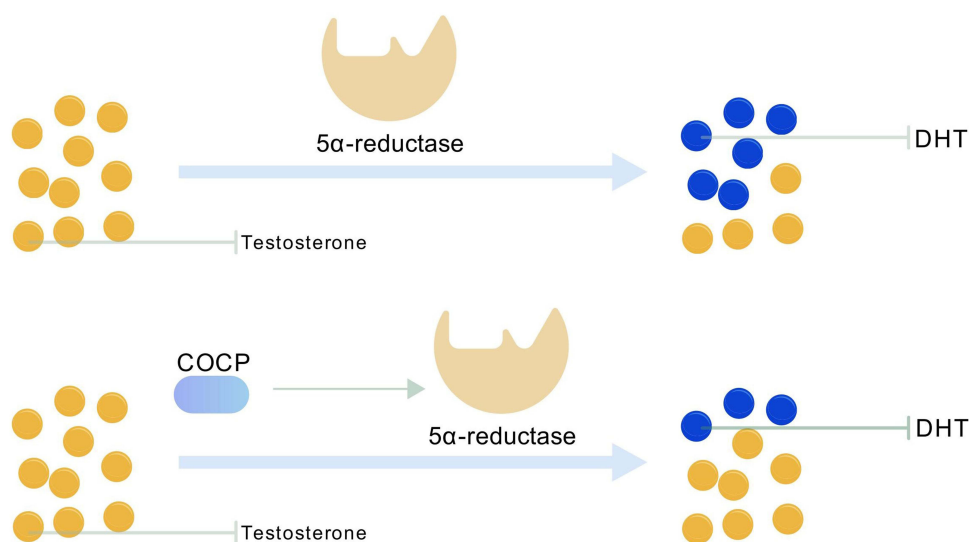 5α-reductase
DHT
Testosterone
COCP
5α-reductase
DHT
Testosterone